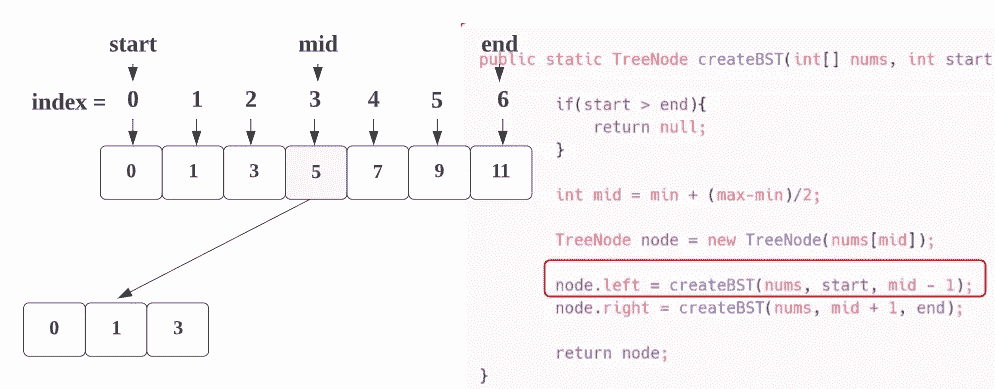 start mid end
index = 0 1 2 3 4 5 6
0 1 3 5 7 9 11
0 1 3
public static TreeNode createBST(int[] nums, int start
if(start > end){
return null;
}
int mid = min + (max-min)/2;
TreeNode node = new TreeNode(nums[mid]);
node.left = createBST(nums, start, mid - 1);
node.right = createBST(nums, mid + 1, end);
return node;
}